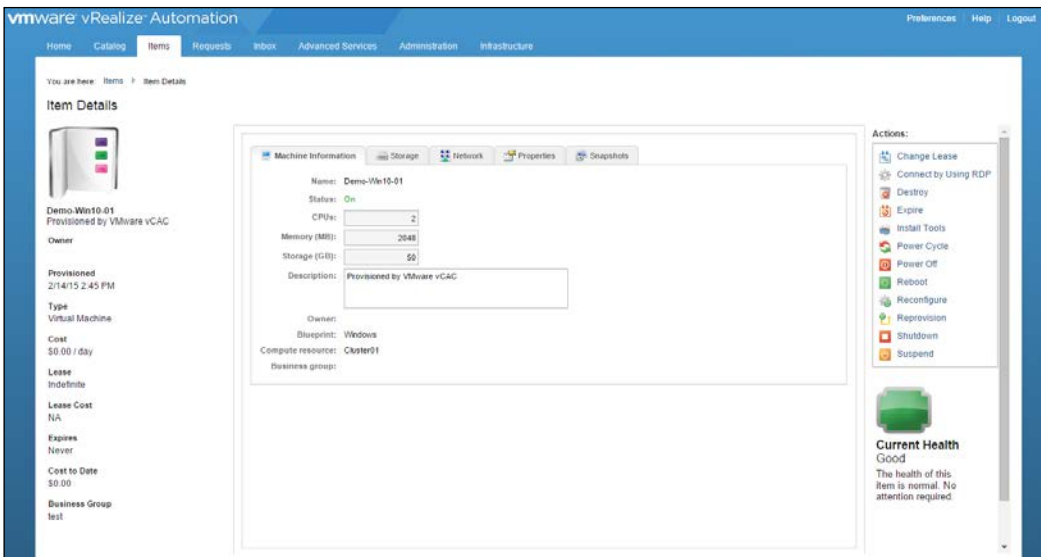 vmware vRealize Automation
Preferences Help Logout
Home Catalog Items Requests Inbox Advanced Services Administration Infrastructure
You are here: Items Item Details
Item Details
Demo-Win10-01
Provisioned by VMware vCAC
Owner
Provisioned
2/14/15 2:45 PM
Type
Virtual Machine
Cost
$0.00 / day
Lease
Indefinite
Lease Cost
NA
Expires
Never
Cost to Date
$0.00
Business Group
test
Machine Information Storage Network Properties Snapshots
Name: Demo-Win10-01
Status: On
CPUs: 2
Memory (MB): 2048
Storage (GB): 50
Description: Provisioned by VMware vCAC
Owner:
Blueprint: Windows
Compute resource: Cluster01
Business group:
Actions:
Change Lease
Connect by Using RDP
Destroy
Expire
Install Tools
Power Cycle
Power Off
Reboot
Reconfigure
Reprovision
Shutdown
Suspend
Current Health
Good
The health of this
item is normal. No
attention required.